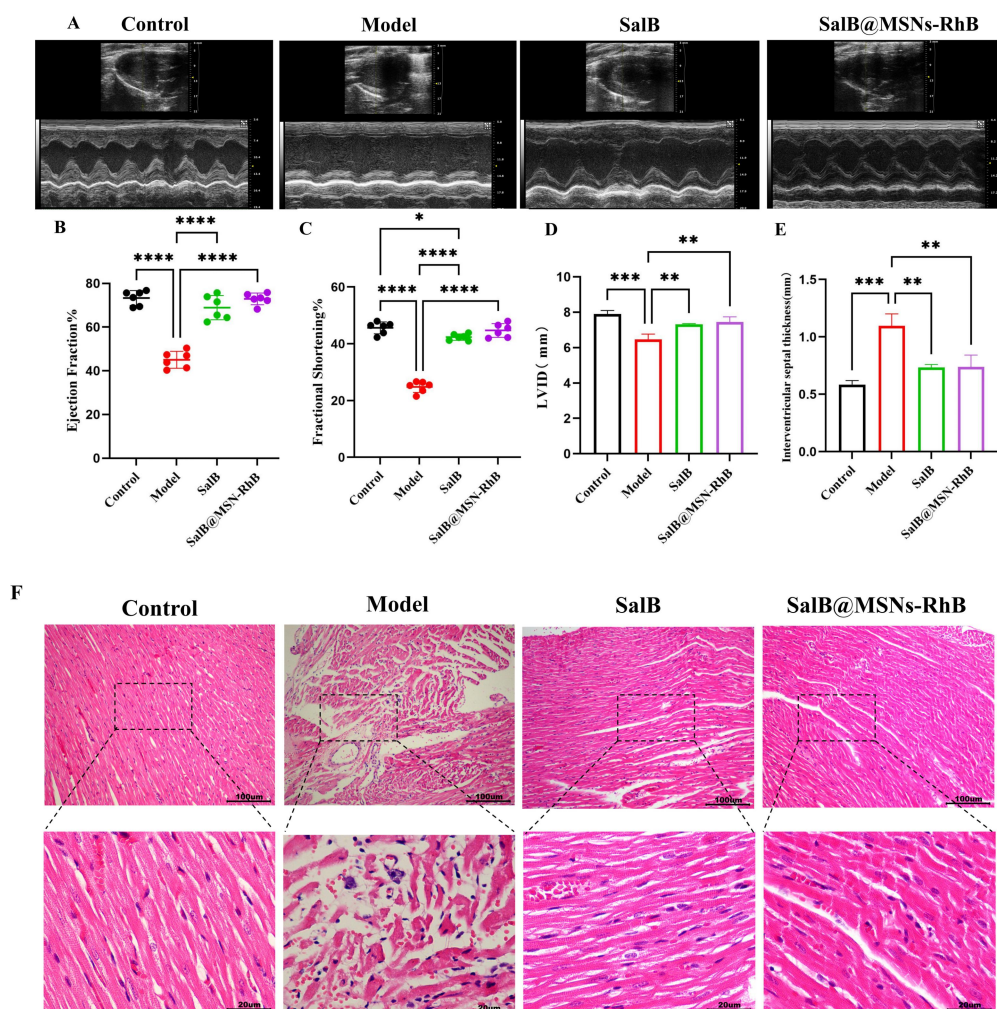 A
Control
Model
SalB
SalB@MSNs-RhB
B
****
****
****
Ejection Fraction%
80
60
40
20
0
Control
Model
SalB
SalB@MSN-RhB
C
*
****
****
****
Fractional Shortening%
60
40
20
0
Control
Model
SalB
SalB@MSN-RhB
D
**
***
**
LVID( mm)
10
8
6
4
2
0
Control
Model
SalB
SalB@MSN-RhB
E
**
***
**
Interventricular septal thickness(mm)
1.5
1.0
0.5
0.0
Control
Model
SalB
SalB@MSN-RhB
F
Control
Model
SalB
SalB@MSNs-RhB
100um
100um
100um
100um
20um
20um
20um
20um